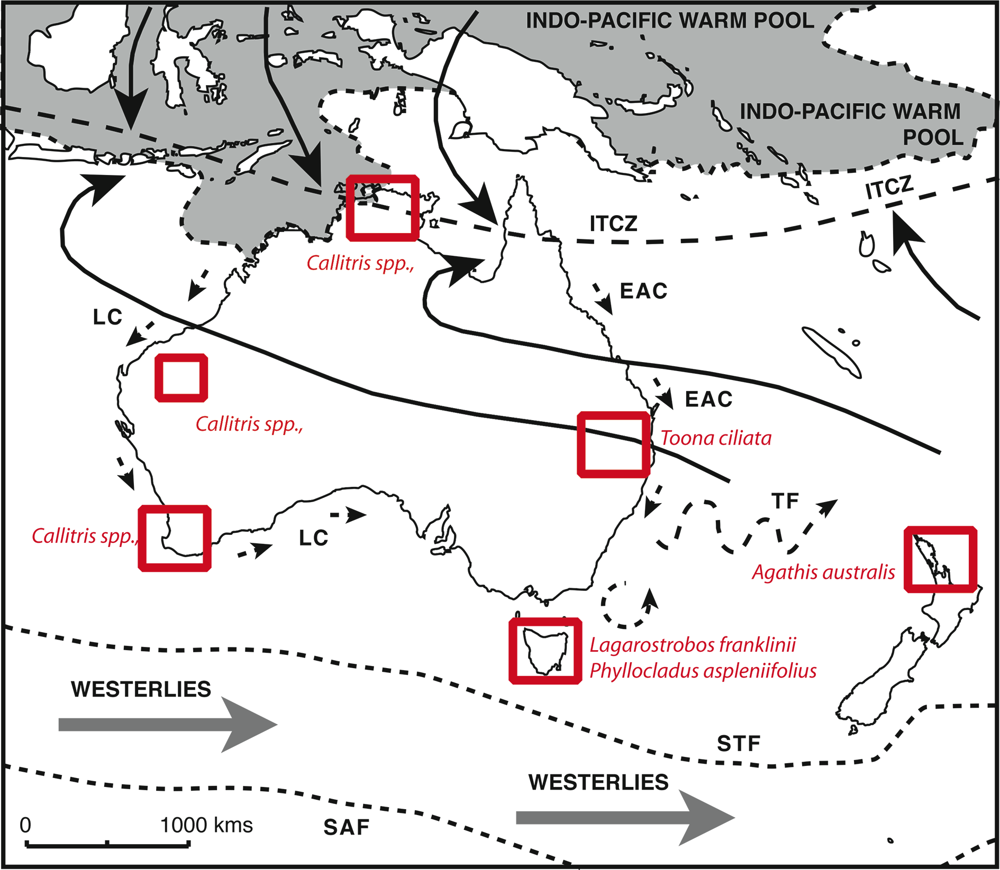 INDO-PACIFIC WARM POOL
INDO-PACIFIC WARM
POOL
ITCZ
ITCZ
Callitris spp.,
EAC
LC
EAC
Callitris spp.,
Toona ciliata
TF
Callitris spp.,
LC
Agathis australis
Lagarostrobos franklinii
Phyllocladus aspleniifolius
WESTERLIES
STF
WESTERLIES
0 1000 kms
SAF